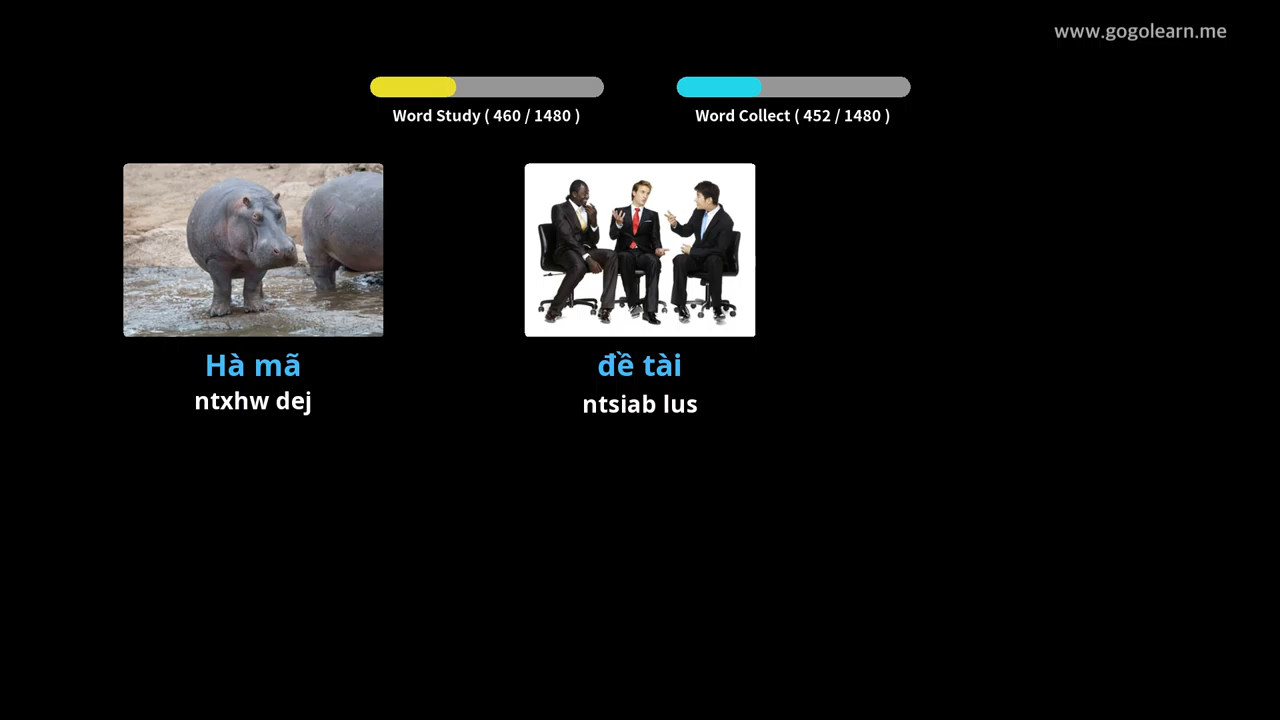 www.gogolearn.me
Word Study ( 460 / 1480 )
Word Collect ( 452 / 1480 )
Hà mã
ntxhw dej
đề tài
ntsiab lus